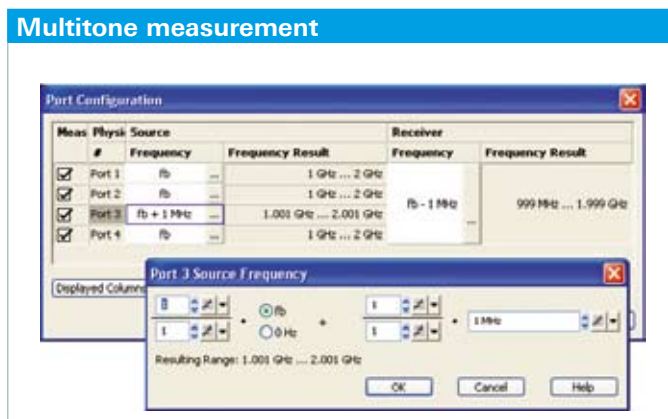 Multitone measurement
Port Configuration
Meas Physic Source Receiver
# Frequency Frequency Result Frequency Frequency Result
Port 1 fb ... 1 GHz ... 2 GHz
Port 2 fb ... 1 GHz ... 2 GHz
fb - 1 MHz ... 999 MHz ... 1.999 GHz
Port 3 fb + 1 MHz ... 1.001 GHz ... 2.001 GHz
Port 4 fb ... 1 GHz ... 2 GHz
Port 3 Source Frequency
Displayed Columns
1 fb 1 1 MHz
1 0 Hz + 1
Resulting Range: 1.001 GHz .... 2.001 GHz
OK Cancel Help